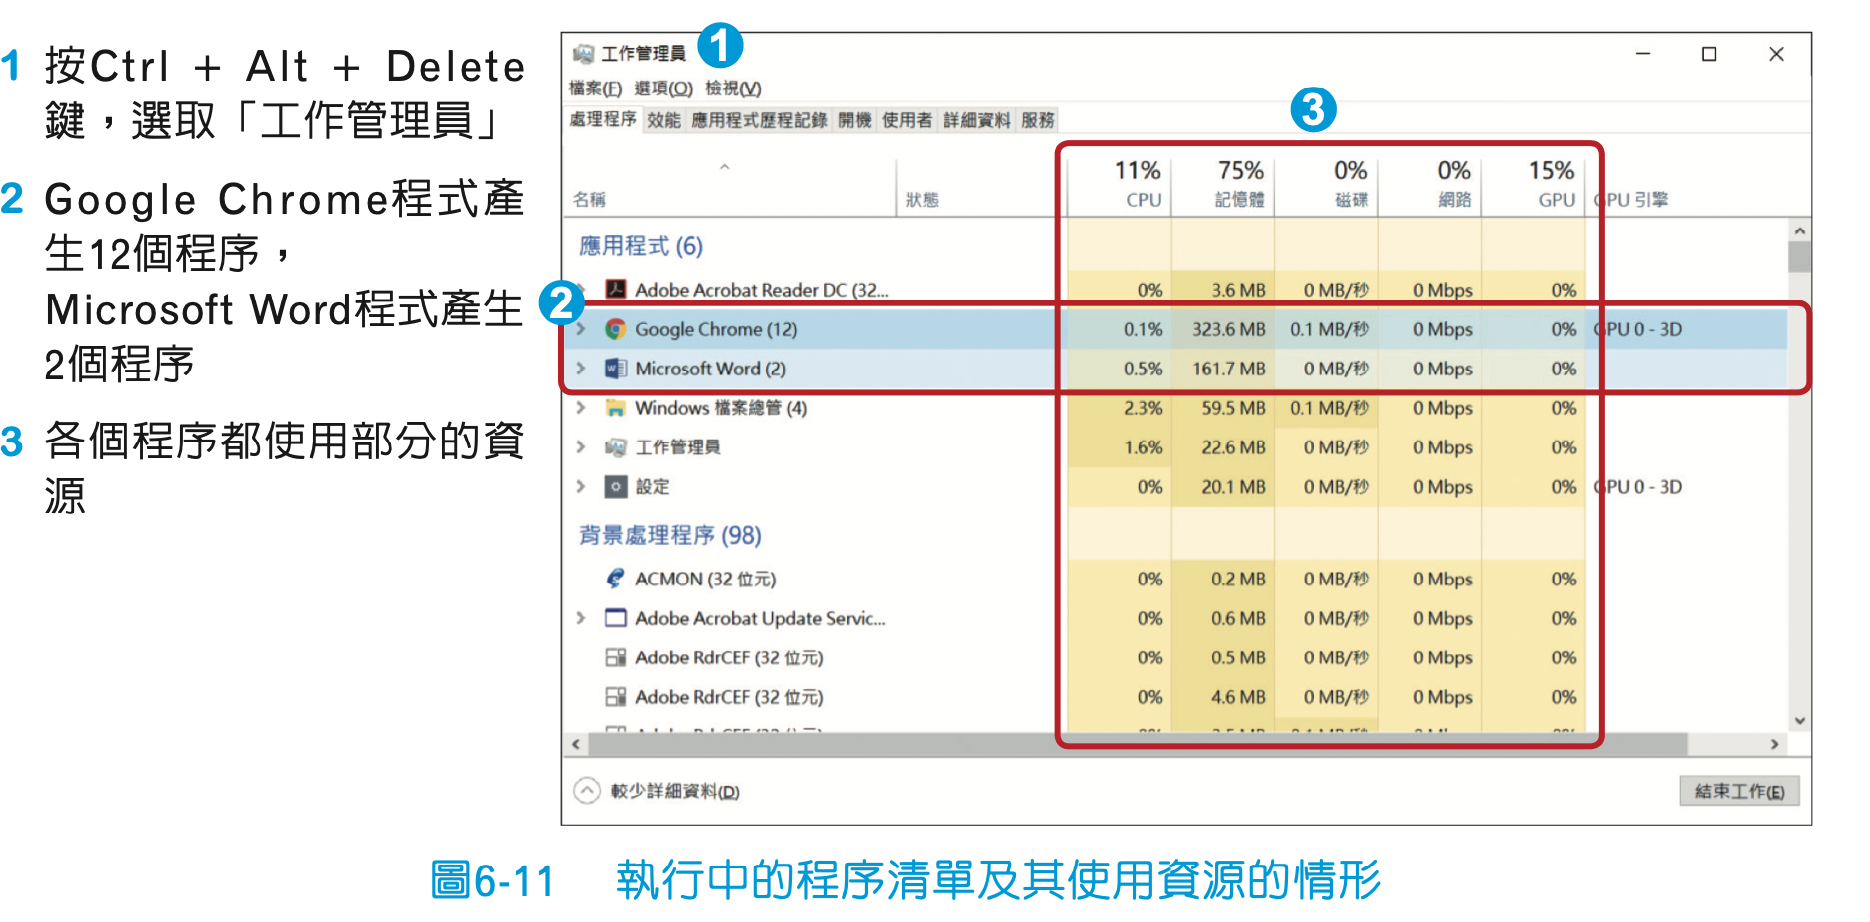 1 按Ctrl + Alt + Delete
鍵，選取「工作管理員」
2 Google Chrome程式產
生12個程序，
Microsoft Word程式產生
2個程序
3 各個程序都使用部分的資
源
工作管理員 1
檔案(F) 選項(O) 檢視(V)
處理程序 效能 應用程式歷程記錄 開機 使用者 詳細資料 服務
3
11% 75% 0% 0% 15%
名稱 狀態 CPU 記憶體 磁碟 網路 GPU GPU 引擎
應用程式 (6)
Adobe Acrobat Reader DC (32... 0% 3.6 MB 0 MB/秒 0 Mbps 0%
2
Google Chrome (12) 0.1% 323.6 MB 0.1 MB/秒 0 Mbps 0% GPU 0 - 3D
Microsoft Word (2) 0.5% 161.7 MB 0 MB/秒 0 Mbps 0%
Windows 檔案總管 (4) 2.3% 59.5 MB 0.1 MB/秒 0 Mbps 0%
工作管理員 1.6% 22.6 MB 0 MB/秒 0 Mbps 0%
設定 0% 20.1 MB 0 MB/秒 0 Mbps 0% GPU 0 - 3D
背景處理程序 (98)
ACMON (32 位元) 0% 0.2 MB 0 MB/秒 0 Mbps 0%
Adobe Acrobat Update Servic... 0% 0.6 MB 0 MB/秒 0 Mbps 0%
Adobe RdrCEF (32 位元) 0% 0.5 MB 0 MB/秒 0 Mbps 0%
Adobe RdrCEF (32 位元) 0% 4.6 MB 0 MB/秒 0 Mbps 0%
較少詳細資料(D) 結束工作(E)
圖6-11 執行中的程序清單及其使用資源的情形